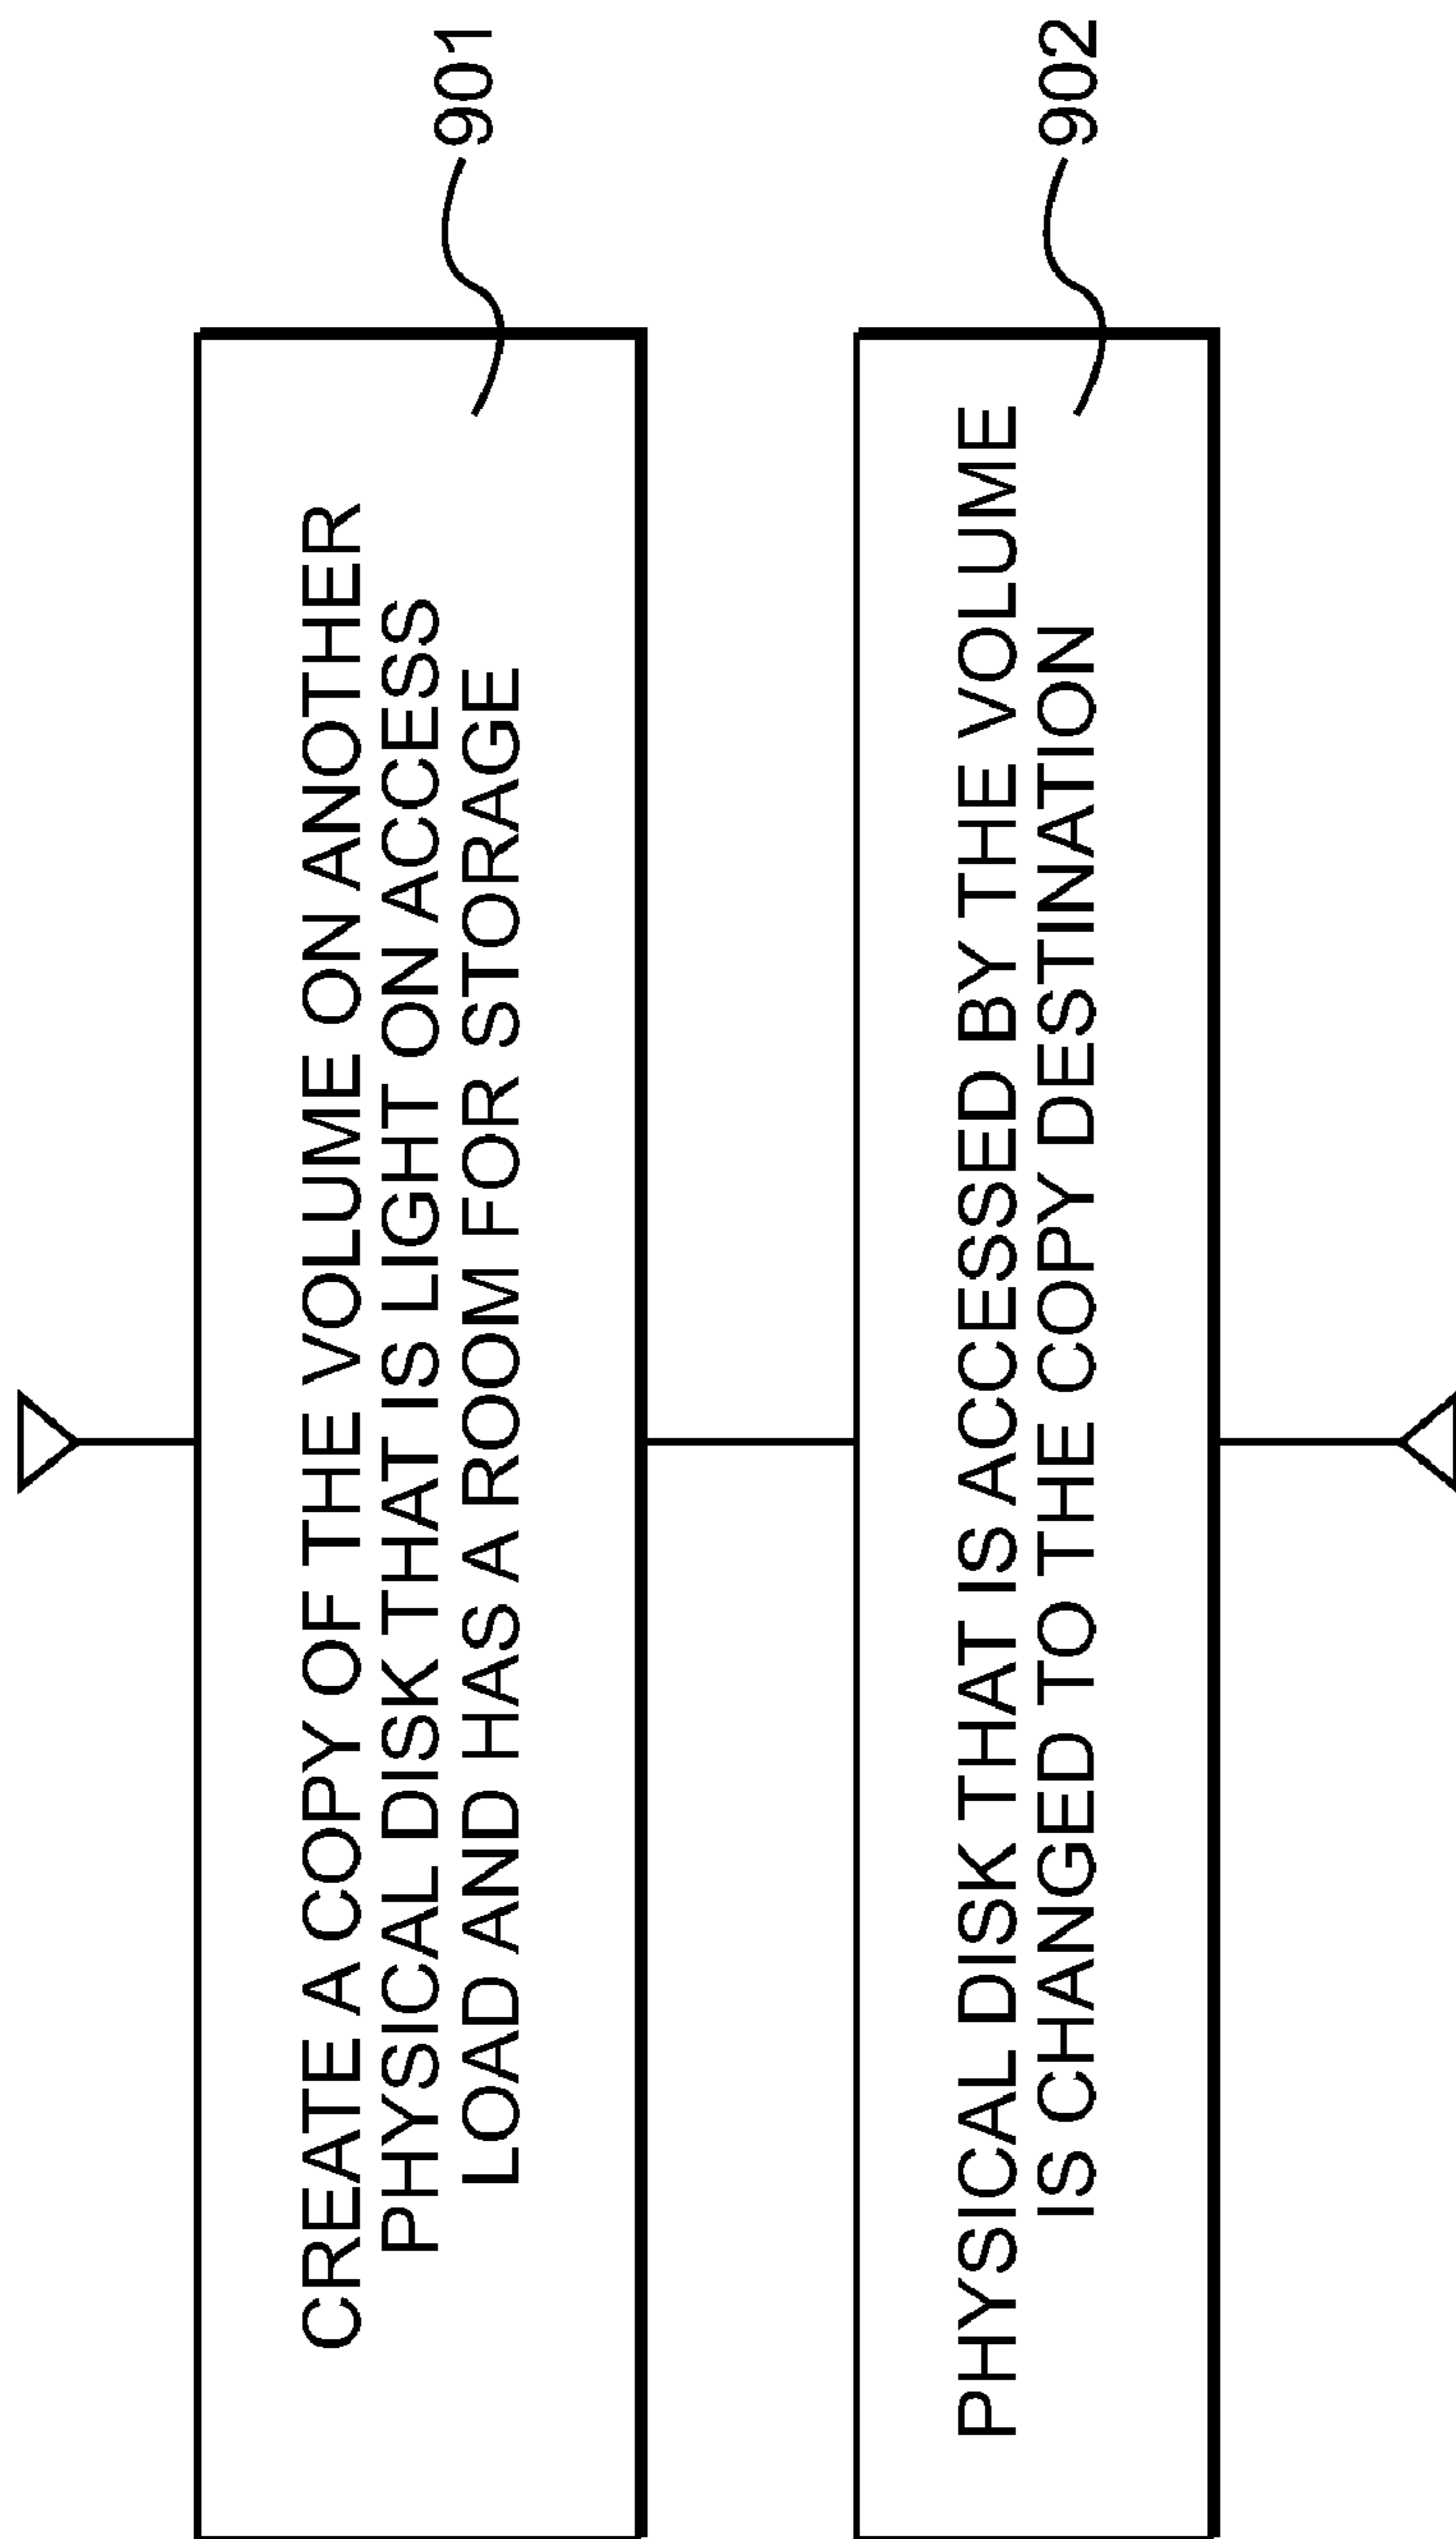 CREATE A COPY OF THE VOLUME ON ANOTHER
PHYSICAL DISK THAT IS LIGHT ON ACCESS
LOAD AND HAS A ROOM FOR STORAGE
901
PHYSICAL DISK THAT IS ACCESSED BY THE VOLUME
IS CHANGED TO THE COPY DESTINATION
902